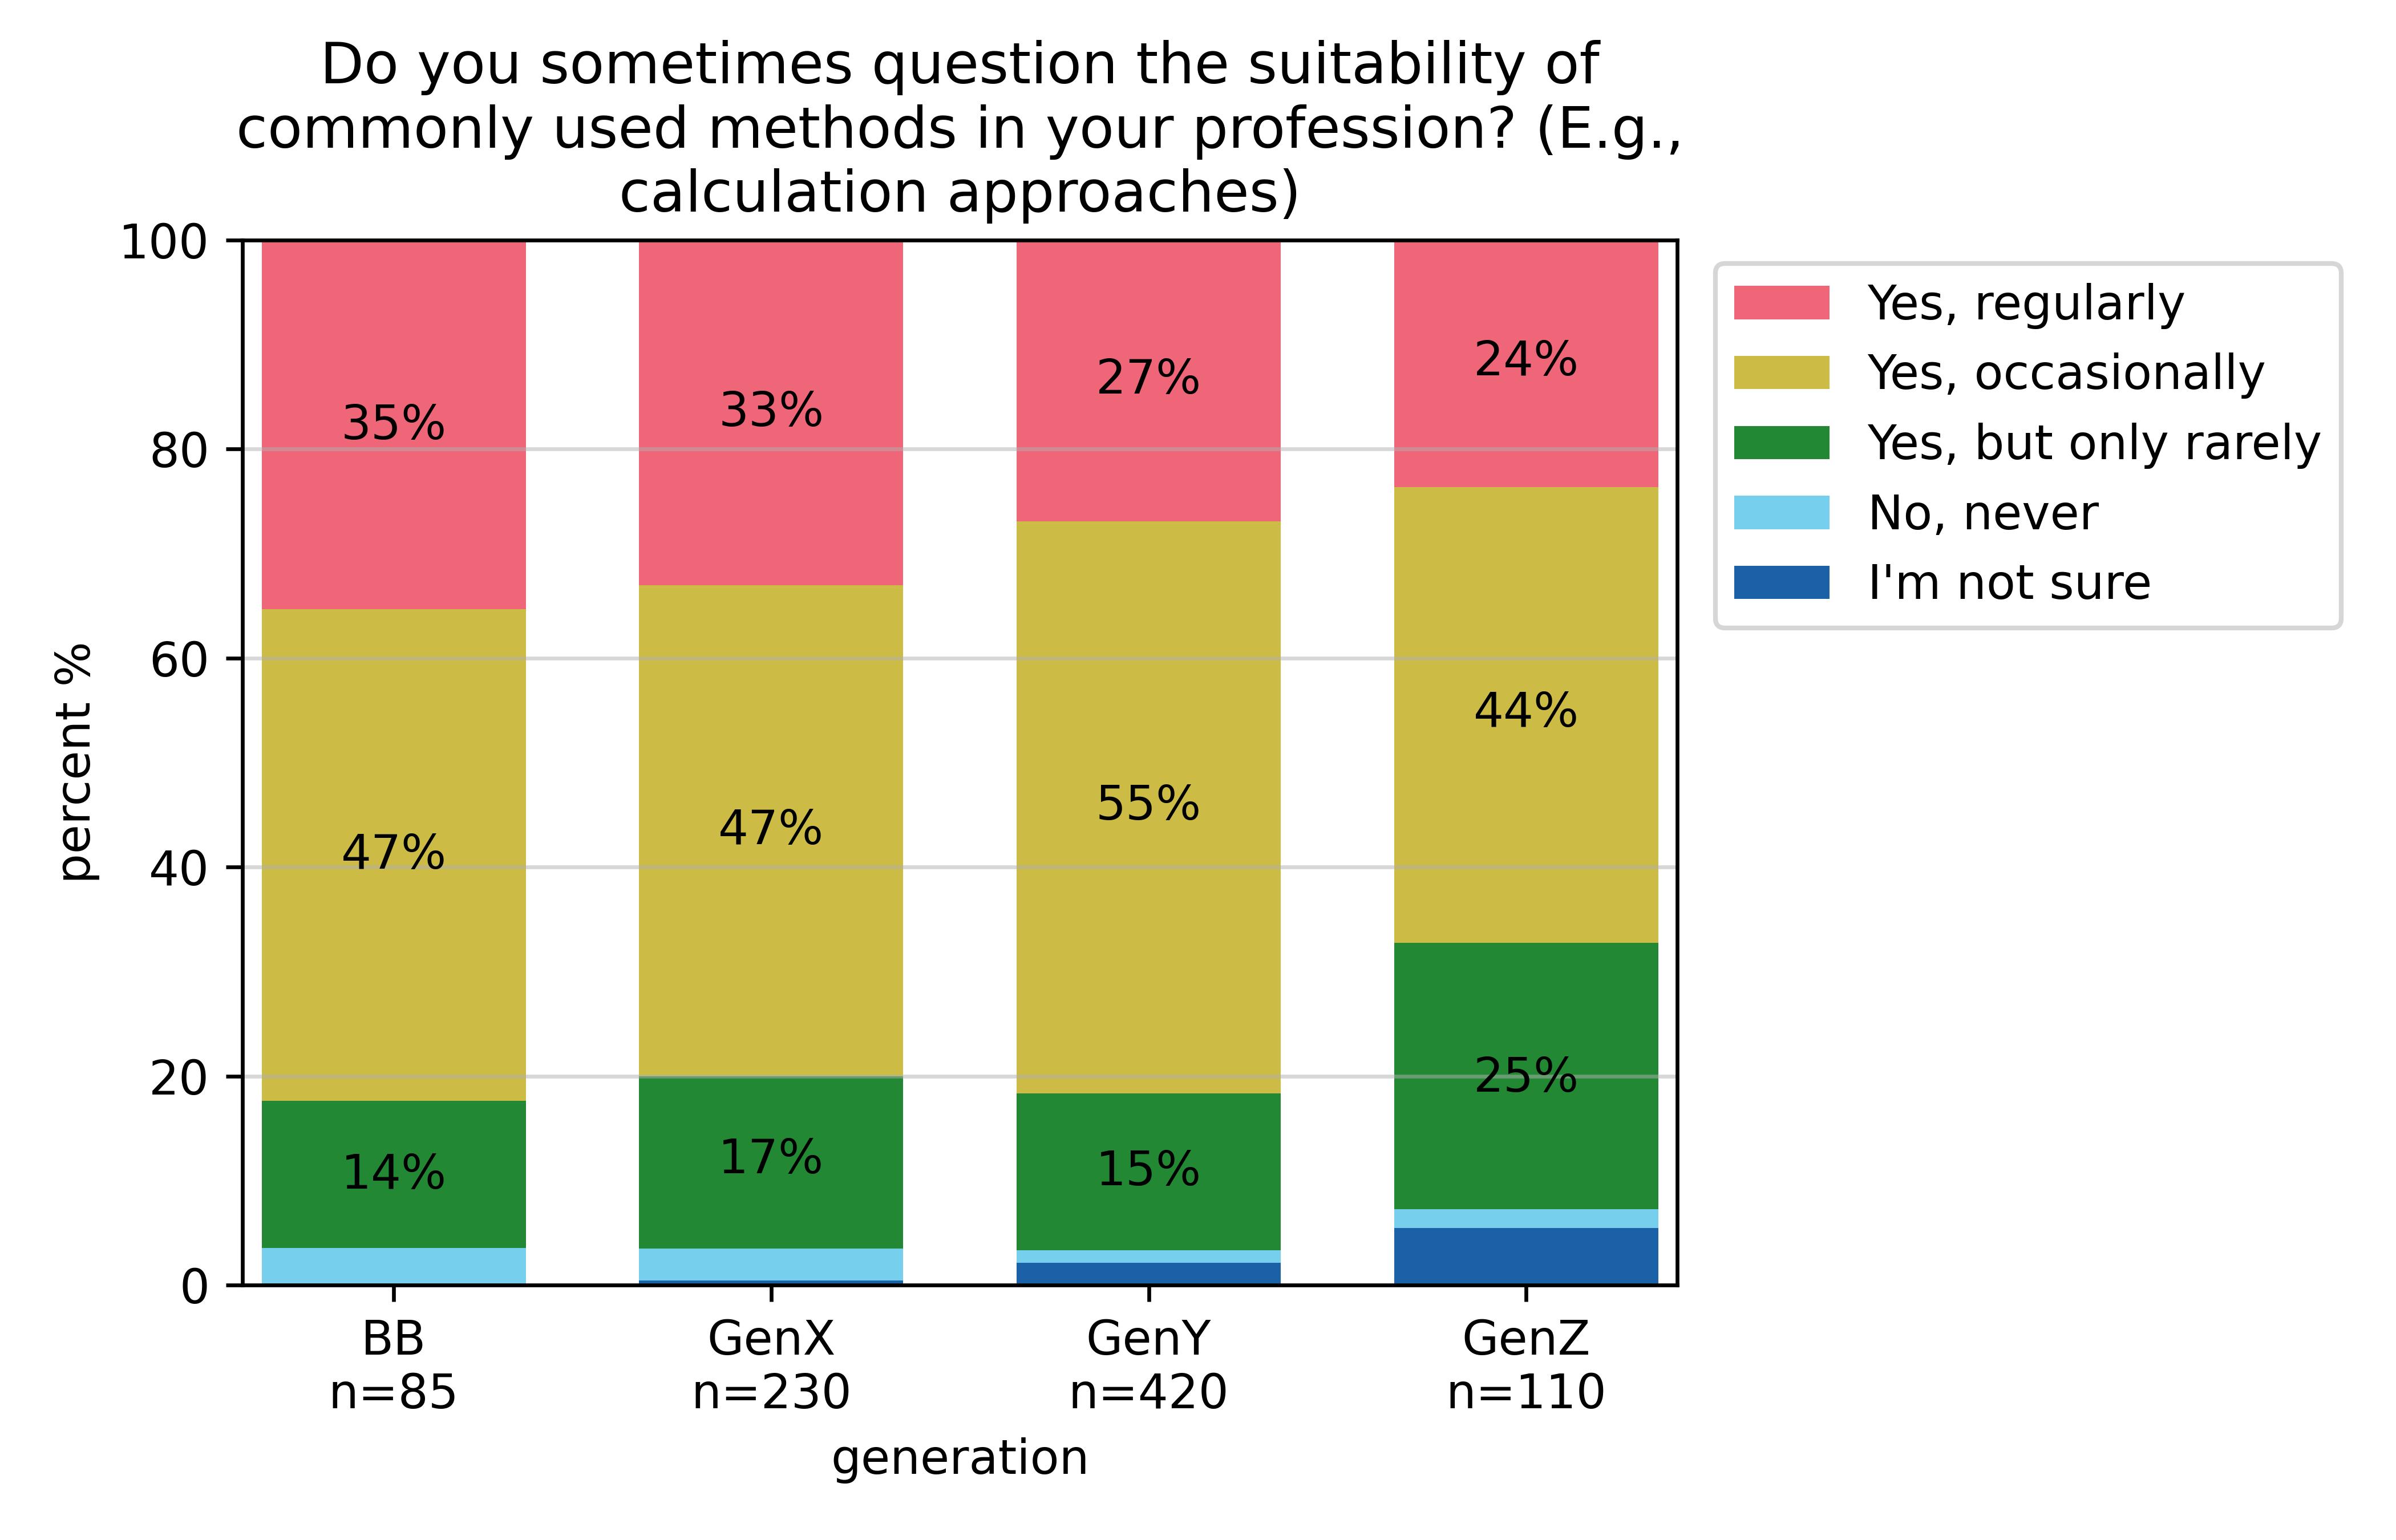 Do you sometimes question the suitability of
commonly used methods in your profession? (E.g.,
calculation approaches)
100
80
60
40
20
0
percent %
35%
33%
27%
24%
47%
47%
55%
44%
14%
17%
15%
25%
BB
n=85
GenX
n=230
GenY
n=420
GenZ
n=110
generation
Yes, regularly
Yes, occasionally
Yes, but only rarely
No, never
I'm not sure